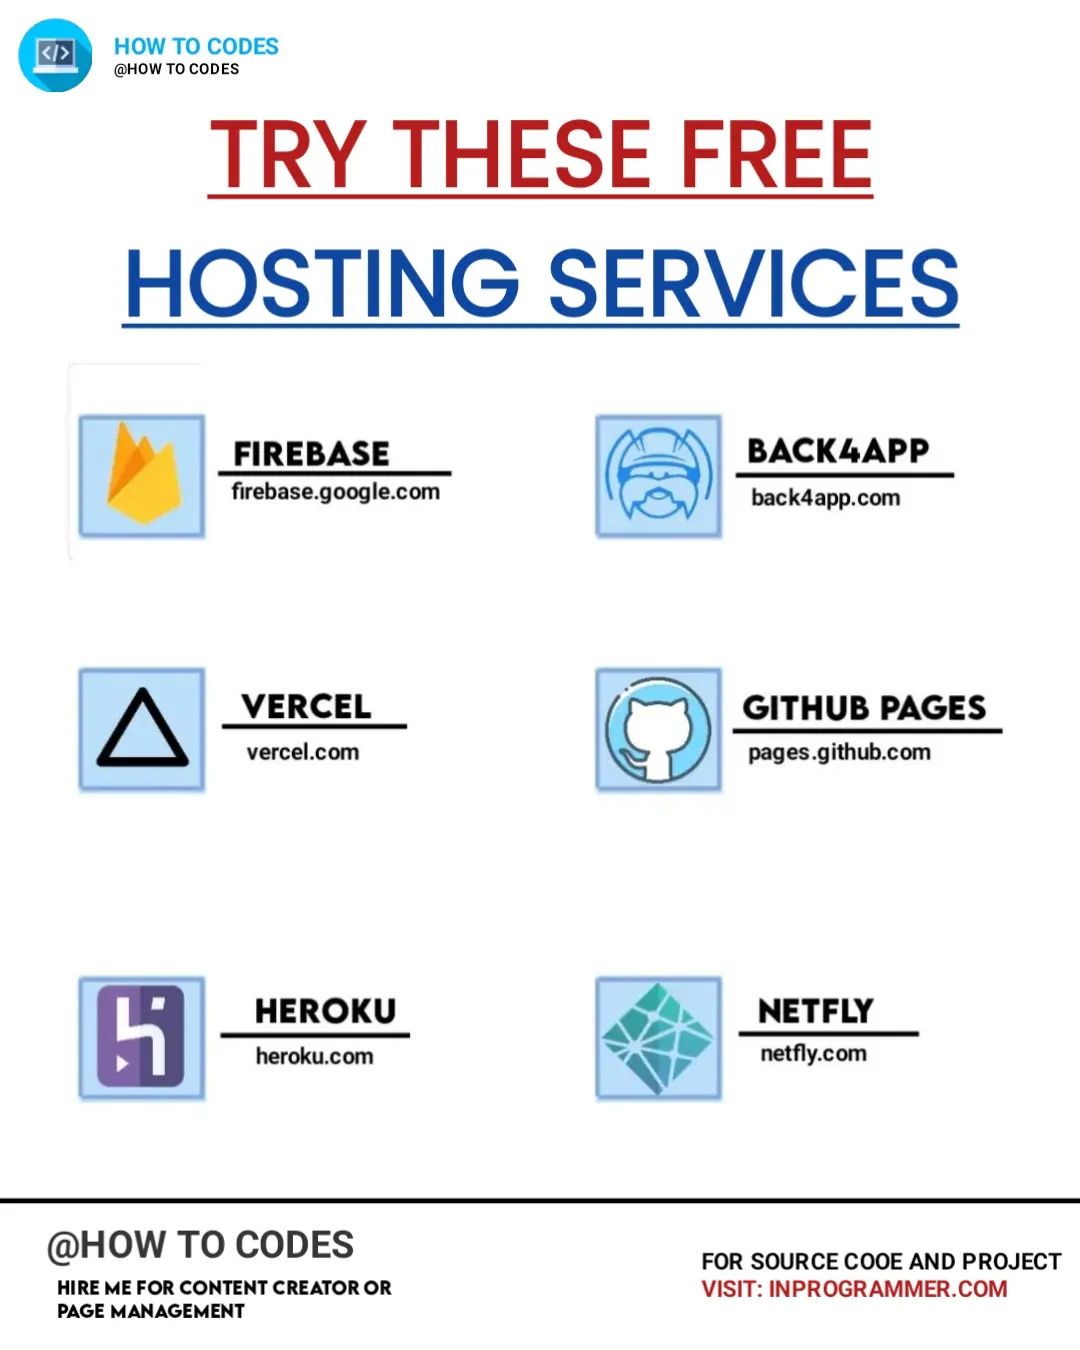 HOW TO CODES
@HOW TO CODES
TRY THESE FREE
HOSTING SERVICES
FIREBASE
firebase.google.com
BACK4APP
back4app.com
VERCEL
vercel.com
GITHUB PAGES
pages.github.com
HEROKU
heroku.com
NETFLY
netfly.com
@HOW TO CODES
HIRE ME FOR CONTENT CREATOR OR
PAGE MANAGEMENT
FOR SOURCE COOE AND PROJECT
VISIT: INPROGRAMMER.COM